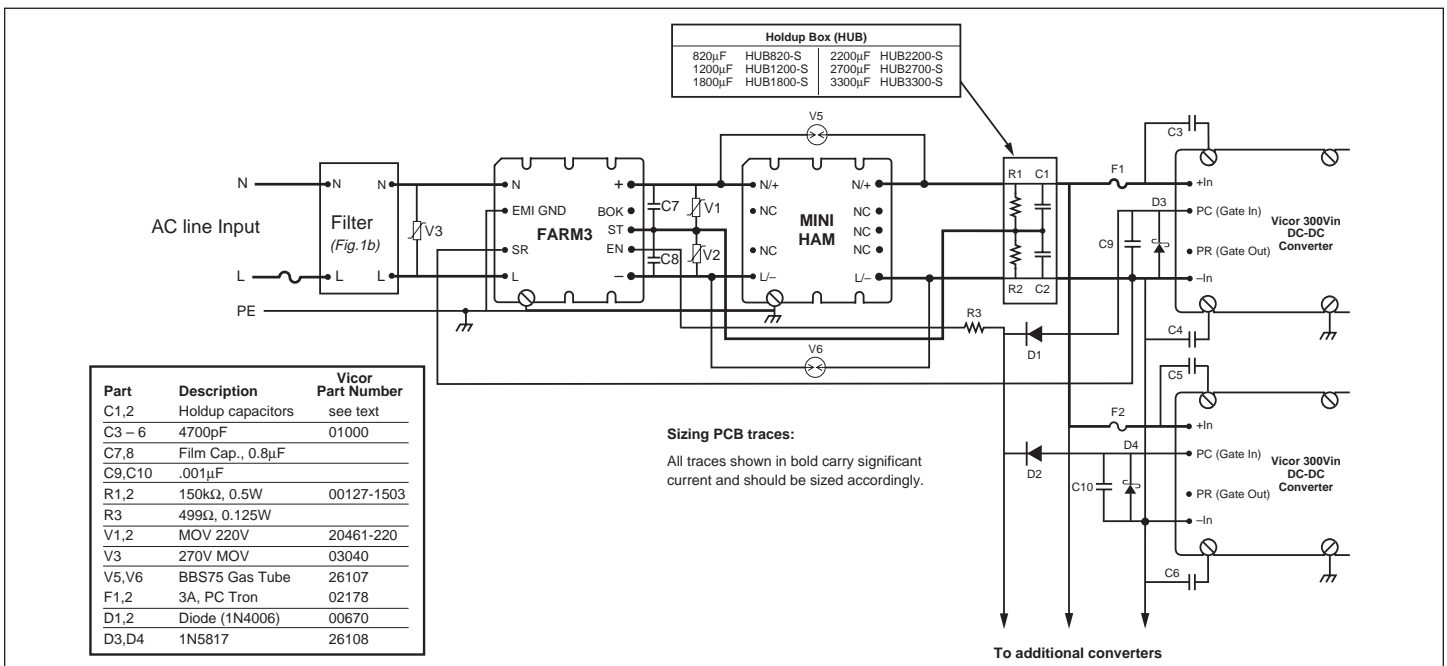 Holdup Box (HUB)
820µF HUB820-S 2200µF HUB2200-S
1200µF HUB1200-S 2700µF HUB2700-S
1800µF HUB1800-S 3300µF HUB3300-S
V5
C3
N
N N
N
+
N/+ N/+
R1 C1
F1
+In
AC line Input
Filter
(Fig.1b)
V3
EMI GND
BOK
C7
V1
NC
MINI
HAM
NC
D3
PC (Gate In)
Vicor 300Vin
DC-DC
Converter
FARM3
ST
NC
C9
SR
EN
C8
V2
NC
NC
PR (Gate Out)
L
L L
L
–
L/– L/–
R2 C2
–In
PE
R3
D1
C4
V6
C5
F2
+In
D4
D2
C10
PC (Gate In)
Vicor 300Vin
DC-DC
Converter
PR (Gate Out)
–In
C6
Part Description Vicor Part Number
C1,2 Holdup capacitors see text
C3 – 6 4700pF 01000
C7,8 Film Cap., 0.8µF
C9,C10 .001µF
R1,2 150kΩ, 0.5W 00127-1503
R3 499Ω, 0.125W
V1,2 MOV 220V 20461-220
V3 270V MOV 03040
V5,V6 BBS75 Gas Tube 26107
F1,2 3A, PC Tron 02178
D1,2 Diode (1N4006) 00670
D3,D4 1N5817 26108
Sizing PCB traces:
All traces shown in bold carry significant
current and should be sized accordingly.
To additional converters